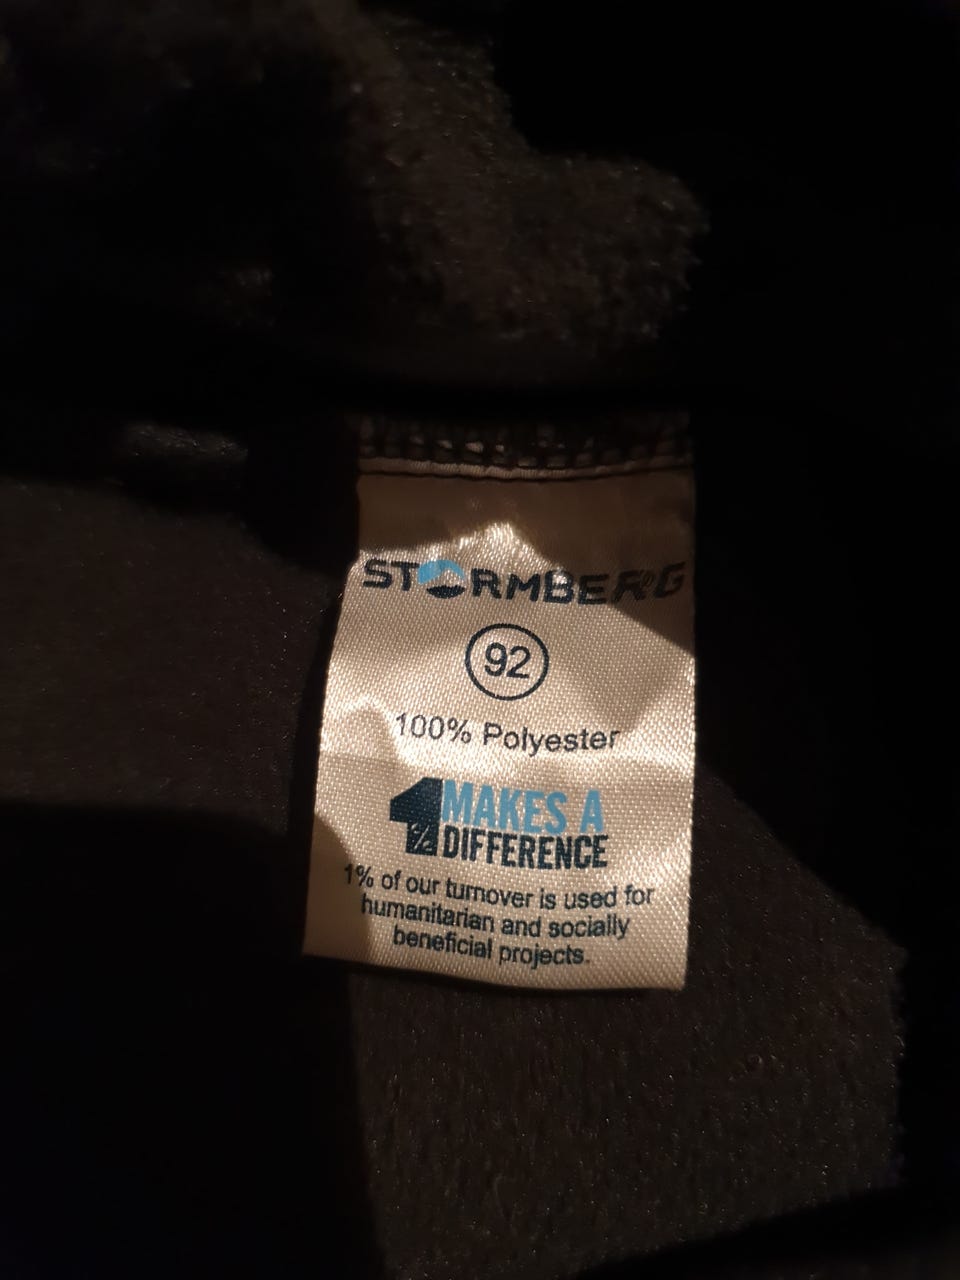 STORMBERG
92
100% Polyester
1% MAKES A
DIFFERENCE
1% of our turnover is used for
humanitarian and socially
beneficial projects.